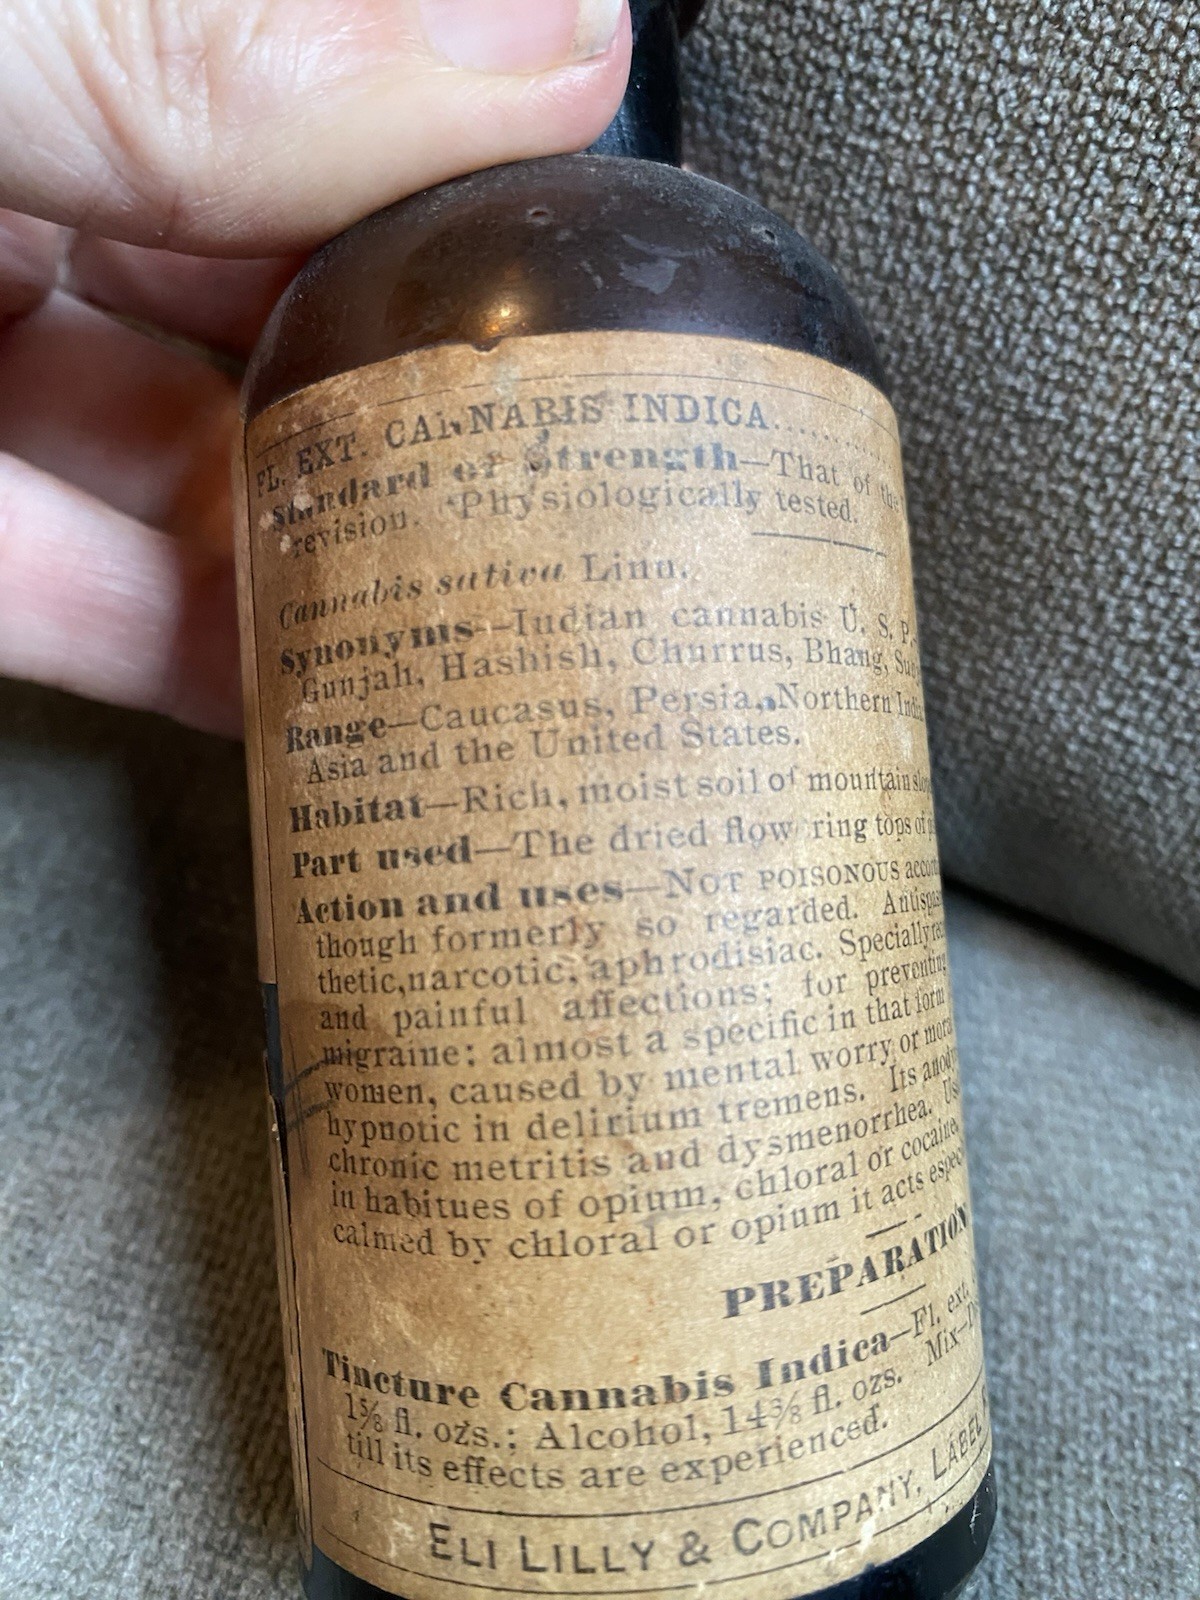 FL. EXT. CANNABIS INDICA..........
Standard of Strength—That of the
revision. Physiologically tested.
Cannabis sativa Linn.
Synonyms—Indian cannabis U. S. P.,
Gunjah, Hashish, Churrus, Bhang,
Range—Caucasus, Persia, Northern
Asia and the United States.
Habitat—Rich, moist soil of mountain
Part used—The dried flowering tops of
Action and uses—NOT POISONOUS
though formerly so regarded.
thetic, narcotic, aphrodisiac. Specially
and painful affections; for preventing
migraine; almost a specific in that form
women, caused by mental worry or
hypnotic in delirium tremens. Its
chronic metritis and dysmenorrhea.
in habitues of opium, chloral or cocaine.
calmed by chloral or opium it acts
PREPARATION
Tincture Cannabis Indica—Fl. ext.
1⅝ fl. ozs.; Alcohol, 14⅜ fl. ozs. Mix—
till its effects are experienced.
ELI LILLY & COMPANY, LABEL